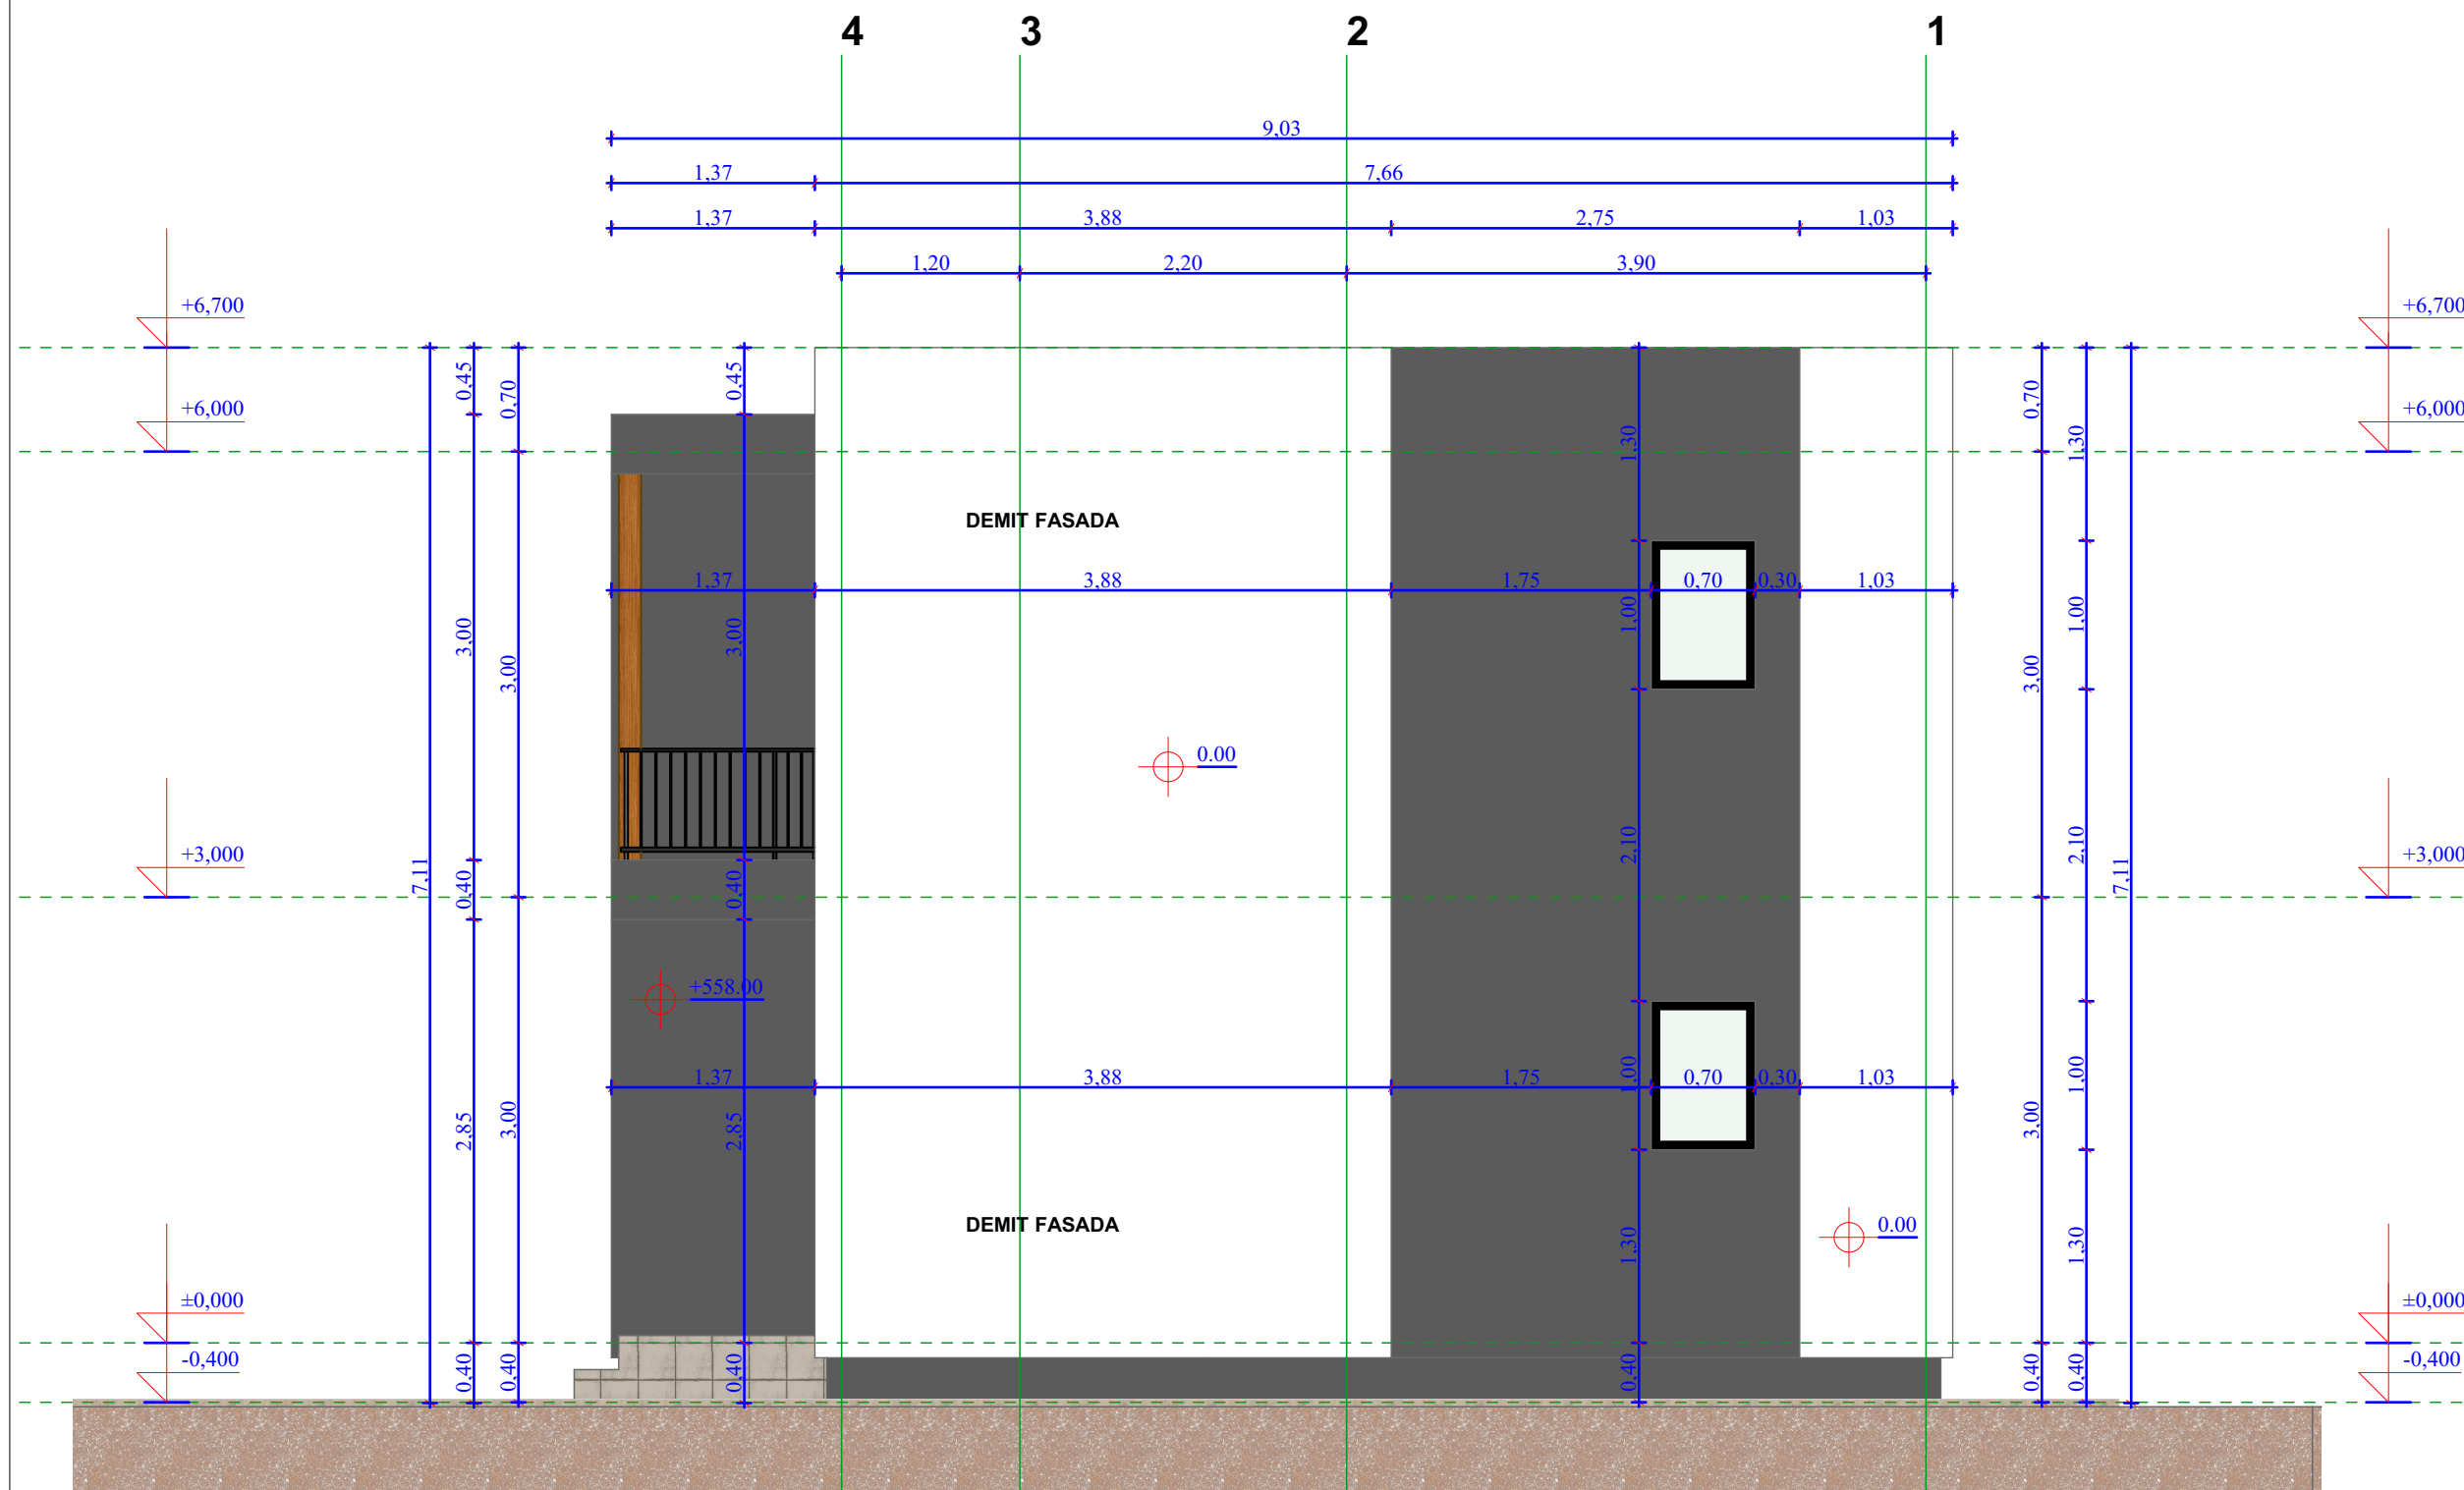 4 3 2 1
9,03
1,37 7,66
1,37 3,88 2,75 1,03
1,20 2,20 3,90
+6,700 +6,700
0,45 0,70 0,45 0,70
+6,000 +6,000
1,30 1,30
DEMIT FASADA
1,37 3,88 1,75 0,70 0,30 1,03
3,00 3,00 3,00 1,00 3,00 1,00
0.00
+3,000 +3,000
7,11 0,40 0,40 2,10 2,10 7,11
+558.00
1,37 3,88 1,75 0,70 0,30 1,03
2,85 3,00 2,85 1,00 3,00 1,00
DEMIT FASADA
0.00
1,30 1,30
±0,000 ±0,000
-0,400 -0,400
0,40 0,40 0,40 0,40 0,40 0,40